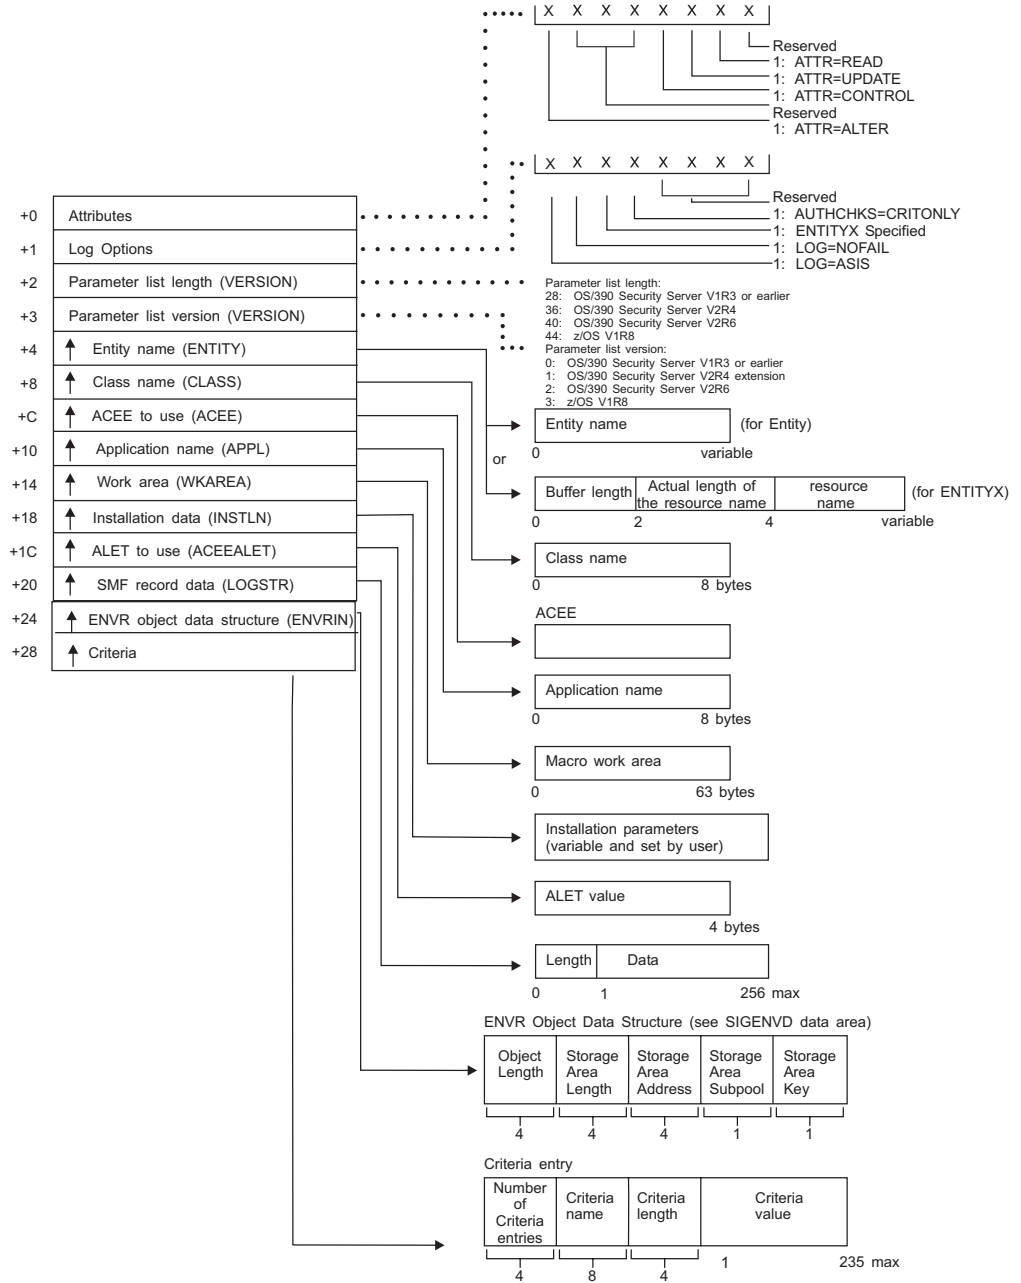 X X X X X X X X
Reserved
1: ATTR=READ
1: ATTR=UPDATE
1: ATTR=CONTROL
Reserved
1: ATTR=ALTER
X X X X X X X X
Reserved
1: AUTHCHKS=CRITONLY
1: ENTITYX Specified
1: LOG=NOFAIL
1: LOG=ASIS
+0 Attributes
+1 Log Options
+2 Parameter list length (VERSION)
+3 Parameter list version (VERSION)
+4 Entity name (ENTITY)
+8 Class name (CLASS)
+C ACEE to use (ACEE)
+10 Application name (APPL)
+14 Work area (WKAREA)
+18 Installation data (INSTLN)
+1C ALET to use (ACEEALET)
+20 SMF record data (LOGSTR)
+24 ENVR object data structure (ENVRIN)
+28 Criteria
Parameter list length:
28: OS/390 Security Server V1R3 or earlier
36: OS/390 Security Server V2R4
40: OS/390 Security Server V2R6
44: z/OS V1R8
Parameter list version:
0: OS/390 Security Server V1R3 or earlier
1: OS/390 Security Server V2R4 extension
2: OS/390 Security Server V2R6
3: z/OS V1R8
Entity name (for Entity)
0 variable
or
Buffer length Actual length of the resource name resource name (for ENTITYX)
0 2 4 variable
Class name
0 8 bytes
ACEE
Application name
0 8 bytes
Macro work area
0 63 bytes
Installation parameters
(variable and set by user)
ALET value
4 bytes
Length Data
0 1 256 max
ENVR Object Data Structure (see SIGENVD data area)
Object Length Storage Area Length Storage Area Address Storage Area Subpool Storage Area Key
4 4 4 1 1
Criteria entry
Number of Criteria entries Criteria name Criteria length Criteria value
4 8 4 1 235 max